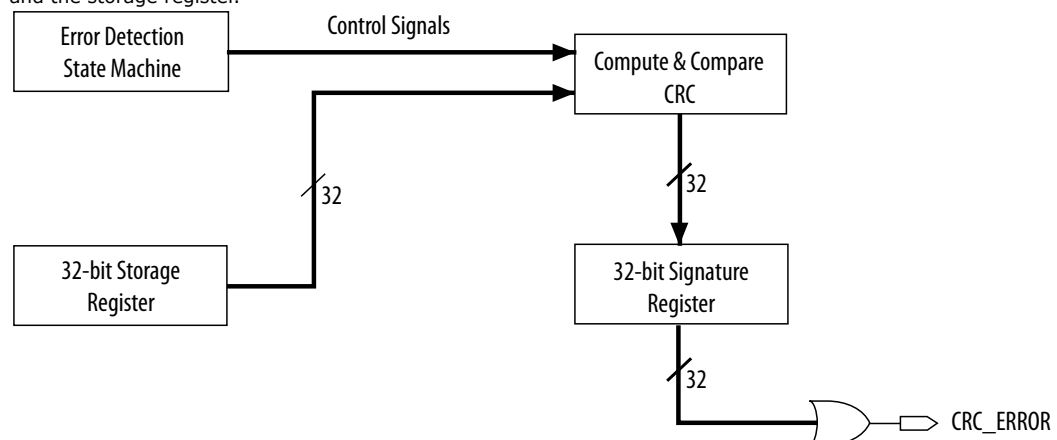 and the storage register.
Error Detection
State Machine
Control Signals
Compute & Compare
CRC
32
32
32-bit Storage
Register
32-bit Signature
Register
32
CRC_ERROR